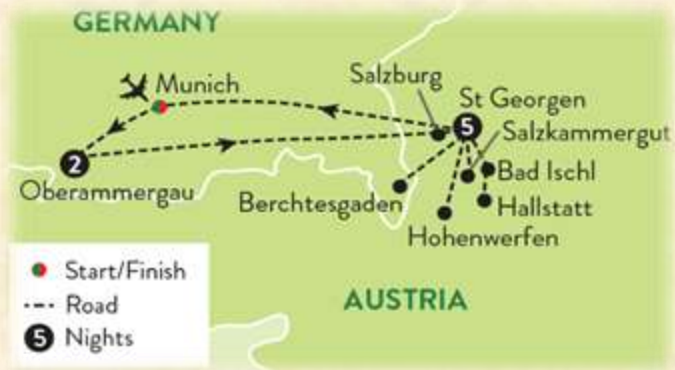 GERMANY
Munich
Salzburg
St Georgen
5
Salzkammergut
2
Oberammergau
Bad Ischl
Berchtesgaden
Hallstatt
Hohenwerfen
Start/Finish
Road
5 Nights
AUSTRIA